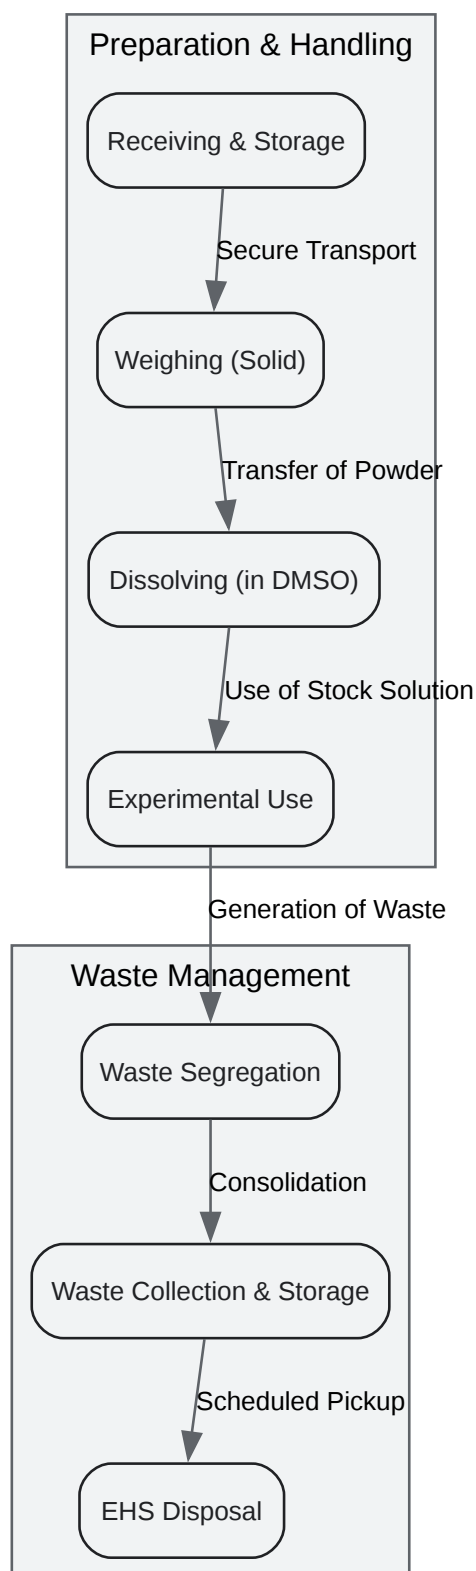 Preparation & Handling
Receiving & Storage
Secure Transport
Weighing (Solid)
Transfer of Powder
Dissolving (in DMSO)
Use of Stock Solution
Experimental Use
Generation of Waste
Waste Management
Waste Segregation
Consolidation
Waste Collection & Storage
Scheduled Pickup
EHS Disposal